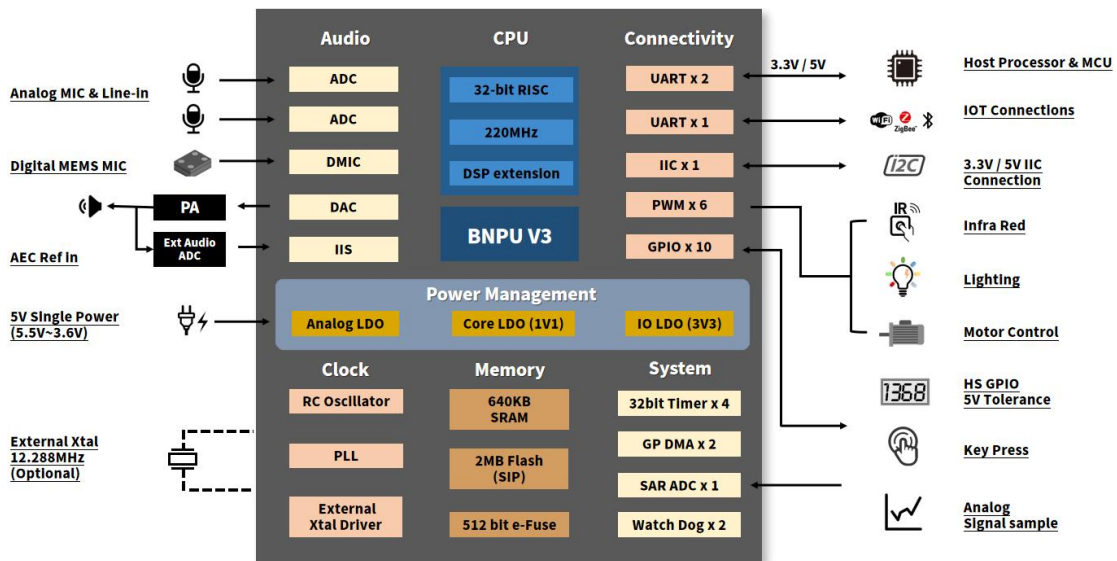 Audio
CPU
Connectivity
ADC
ADC
DMIC
DAC
IIS
32-bit RISC
220MHz
DSP extension
BNPU V3
UART x 2
UART x 1
IIC x 1
PWM x 6
GPIO x 10
Power Management
Analog LDO
Core LDO (1V1)
IO LDO (3V3)
Clock
Memory
System
RC Oscillator
PLL
External
Xtal Driver
640KB
SRAM
2MB Flash
(SIP)
512 bit e-Fuse
32bit Timer x 4
GP DMA x 2
SAR ADC x 1
Watch Dog x 2
Analog MIC & Line-in
Digital MEMS MIC
PA
Ext Audio
ADC
AEC Ref in
5V Single Power
(5.5V~3.6V)
External Xtal
12.288MHz
(Optional)
3.3V / 5V
Host Processor & MCU
WiFi
ZigBee
IOT Connections
I2C
3.3V / 5V IIC
Connection
IR
Infra Red
Lighting
Motor Control
1368
HS GPIO
5V Tolerance
Key Press
Analog
Signal sample